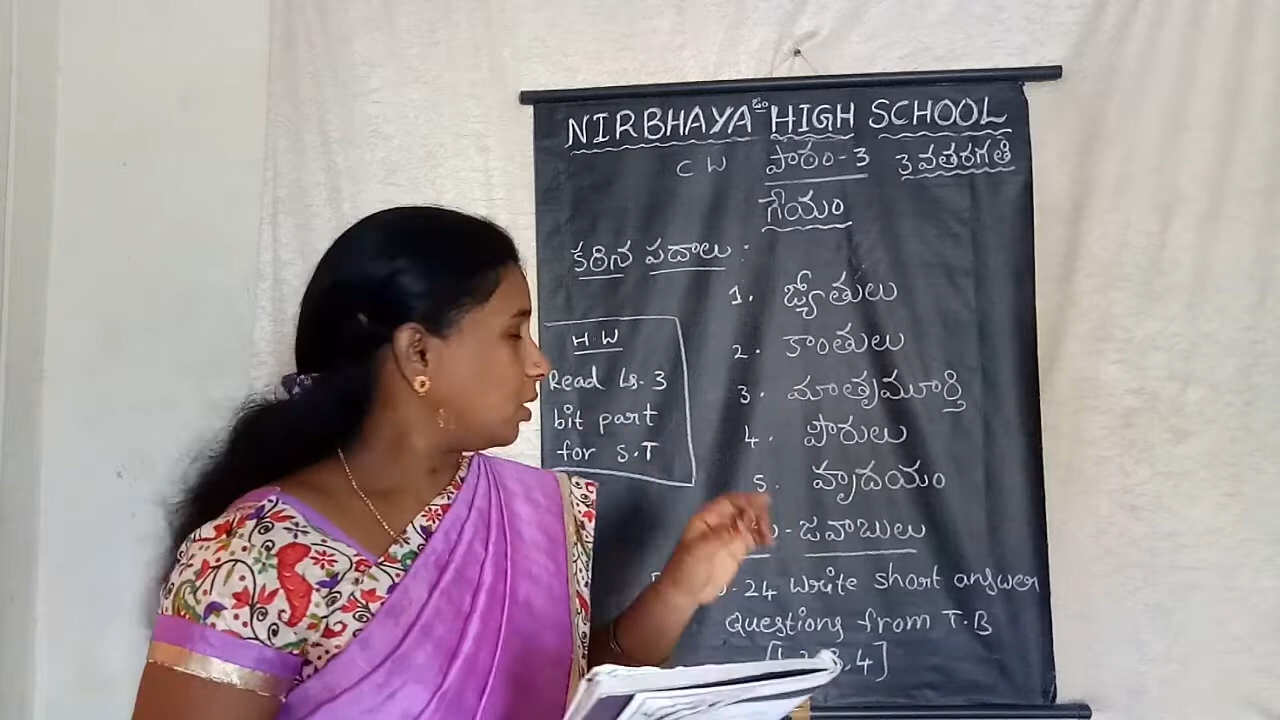 ఓం
NIRBHAYA HIGH SCHOOL
C W పాఠం-3 3వతరగతి
గేయం
కఠిన పదాలు :
1. జ్యోతులు
2. కాంతులు
3. మాతృమూర్తి
4. పౌరులు
5. హృదయం
H.W
Read Ls. 3
bit part
for S.T
-జవాబులు
-24 write short answer
Questions from T.B
,4]